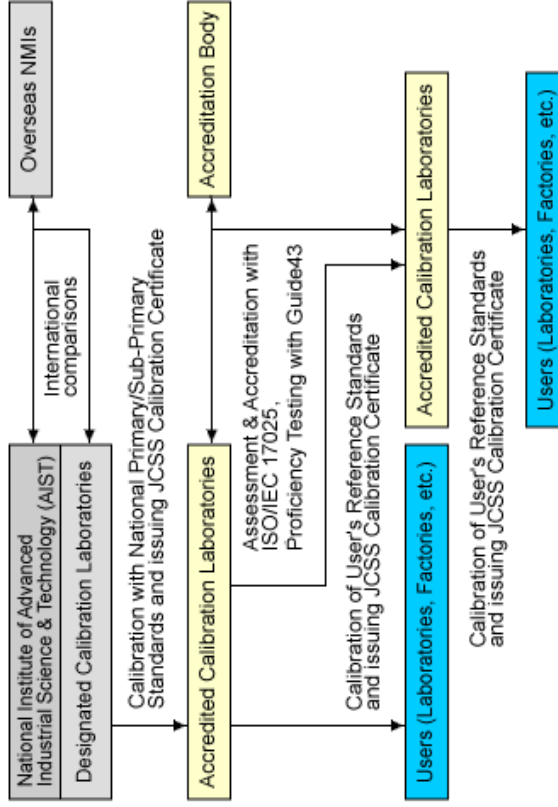 National Institute of Advanced
Industrial Science & Technology (AIST)
Designated Calibration Laboratories
International
comparisons
Overseas NMIs
Calibration with National Primary/Sub-Primary
Standards and issuing JCSS Calibration Certificate
Accredited Calibration Laboratories
Accreditation Body
Assessment & Accreditation with
ISO/IEC 17025,
Proficiency Testing with Guide43
Calibration of User's Reference Standards
and issuing JCSS Calibration Certificate
Users (Laboratories, Factories, etc.)
Accredited Calibration Laboratories
Calibration of User's Reference Standards
and issuing JCSS Calibration Certificate
Users (Laboratories, Factories, etc.)